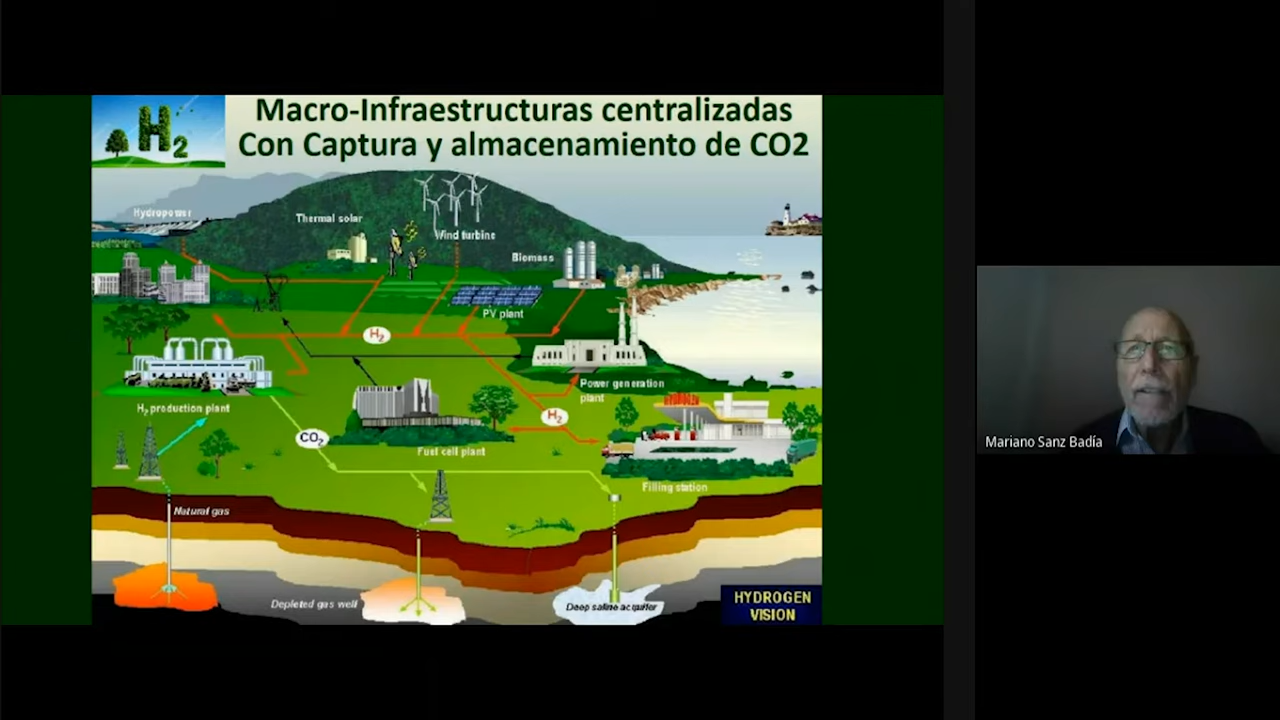 H2
Macro-Infraestructuras centralizadas
Con Captura y almacenamiento de CO2
Hydropower
Thermal solar
Wind turbine
Biomass
PV plant
H2
Power generation
plant
H2 production plant
H2
CO2
Fuel cell plant
Filling station
Natural gas
Depleted gas well
Deep saline acquifer
HYDROGEN
VISION
Mariano Sanz Badía